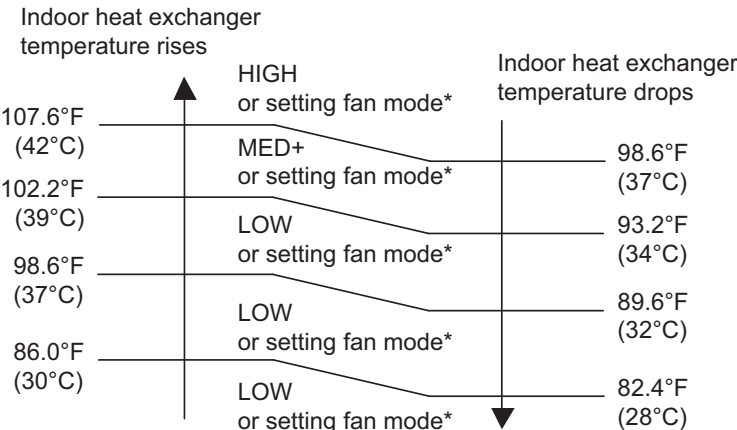 Indoor heat exchanger
temperature rises
Indoor heat exchanger
temperature drops
HIGH
or setting fan mode*
107.6°F
(42°C)
MED+
or setting fan mode*
98.6°F
(37°C)
102.2°F
(39°C)
LOW
or setting fan mode*
93.2°F
(34°C)
98.6°F
(37°C)
LOW
or setting fan mode*
89.6°F
(32°C)
86.0°F
(30°C)
LOW
or setting fan mode*
82.4°F
(28°C)